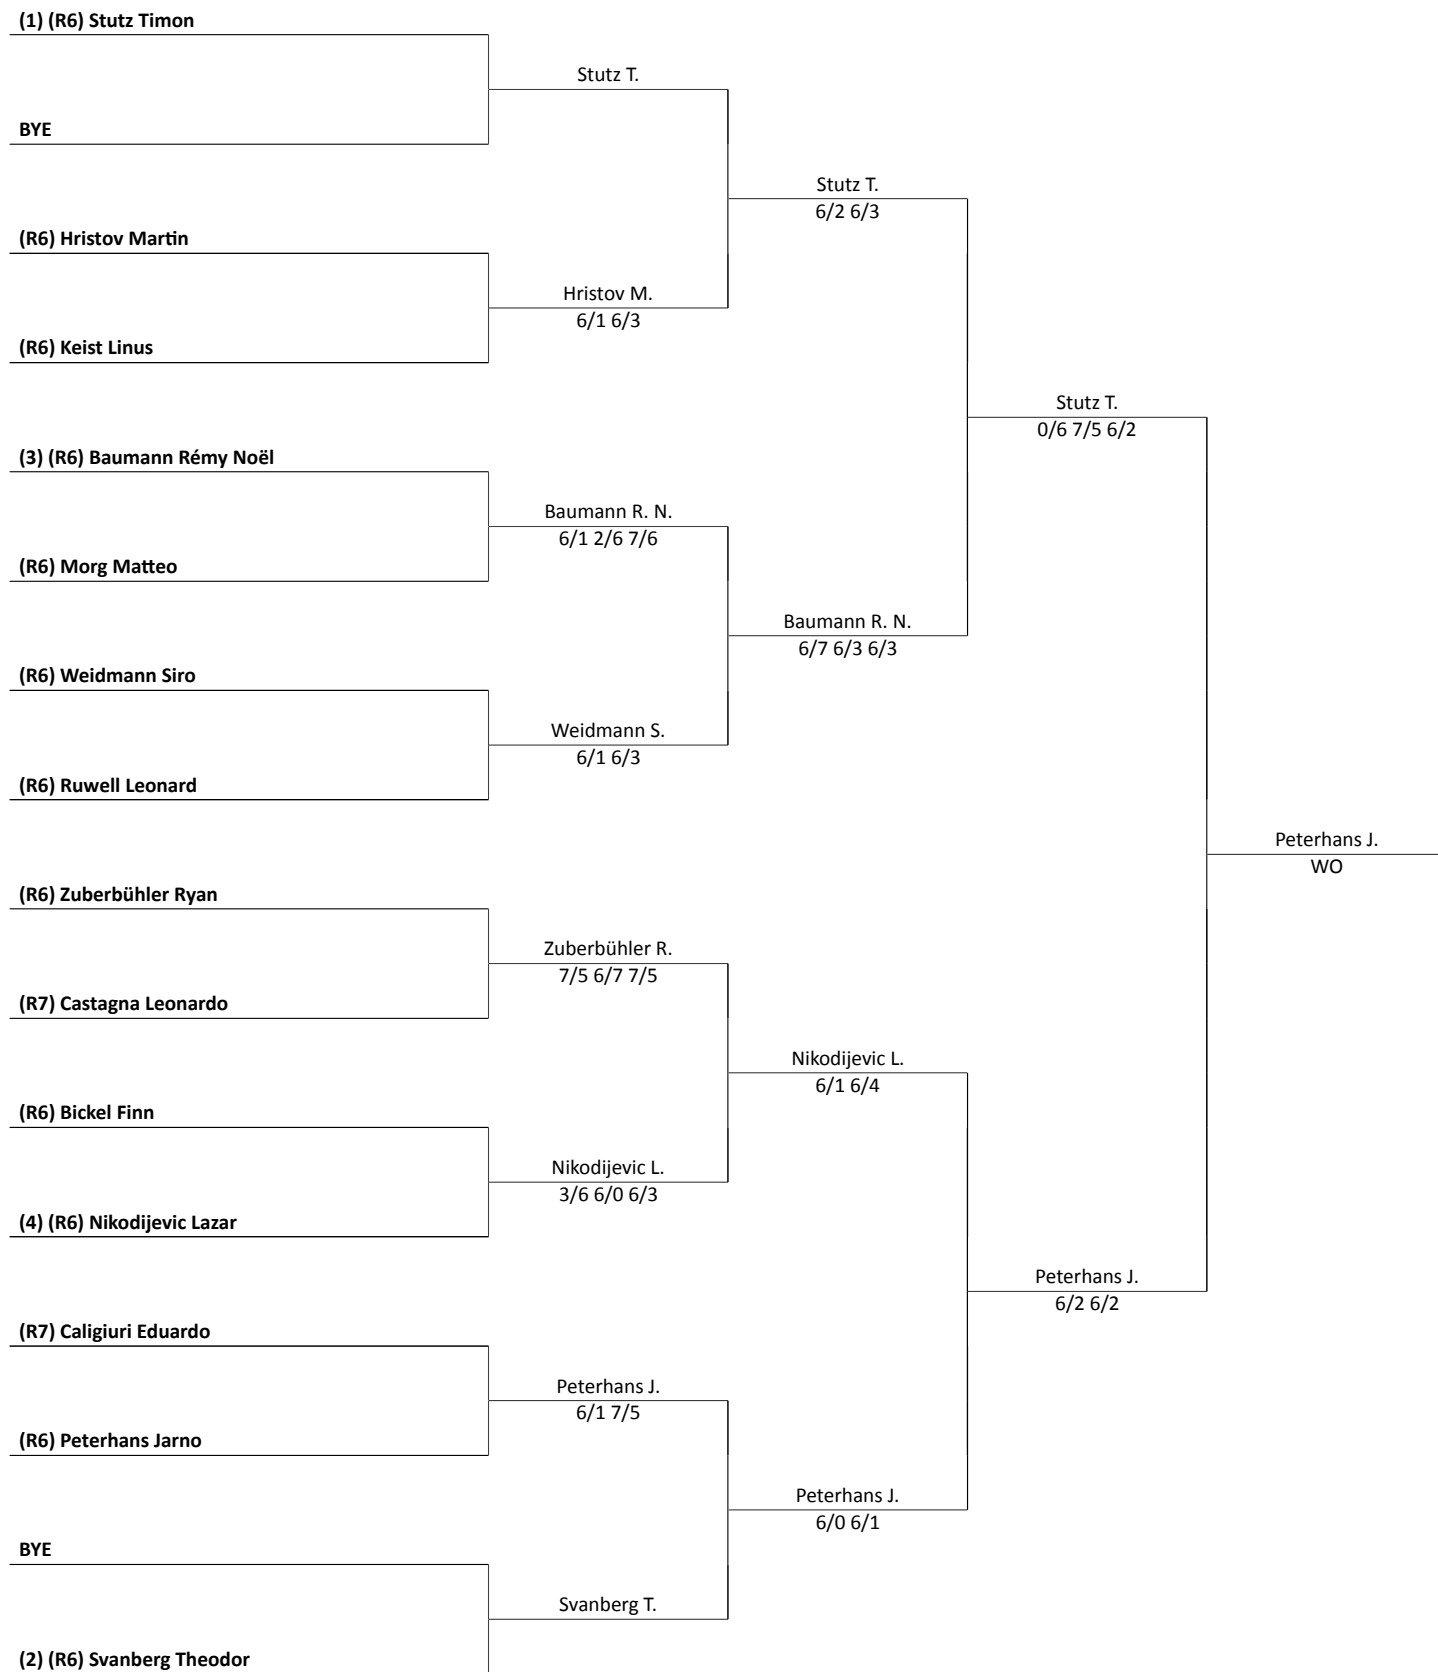 (1) (R6) Stutz Timon
Stutz T.
BYE
Stutz T.
6/2 6/3
(R6) Hristov Martin
Hristov M.
6/1 6/3
(R6) Keist Linus
Stutz T.
0/6 7/5 6/2
(3) (R6) Baumann Rémy Noël
Baumann R. N.
6/1 2/6 7/6
(R6) Morg Matteo
Baumann R. N.
6/7 6/3 6/3
(R6) Weidmann Siro
Weidmann S.
6/1 6/3
(R6) Ruwell Leonard
Peterhans J.
WO
(R6) Zuberbühler Ryan
Zuberbühler R.
7/5 6/7 7/5
(R7) Castagna Leonardo
Nikodijevic L.
6/1 6/4
(R6) Bickel Finn
Nikodijevic L.
3/6 6/0 6/3
(4) (R6) Nikodijevic Lazar
Peterhans J.
6/2 6/2
(R7) Caligiuri Eduardo
Peterhans J.
6/1 7/5
(R6) Peterhans Jarno
Peterhans J.
6/0 6/1
BYE
Svanberg T.
(2) (R6) Svanberg Theodor